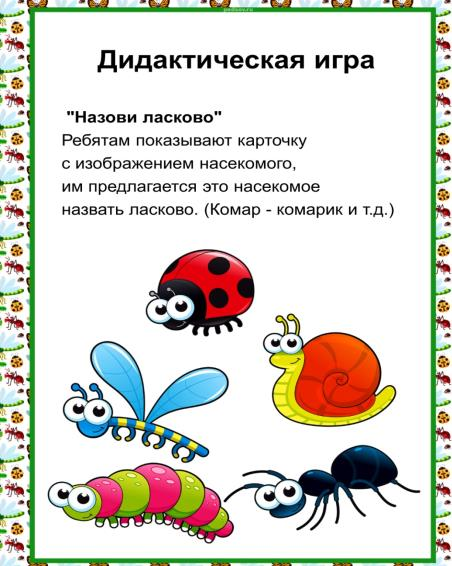 Дидактическая игра
"Назови ласково"
Ребятам показывают карточку
с изображением насекомого,
им предлагается это насекомое
назвать ласково. (Комар - комарик и т.д.)